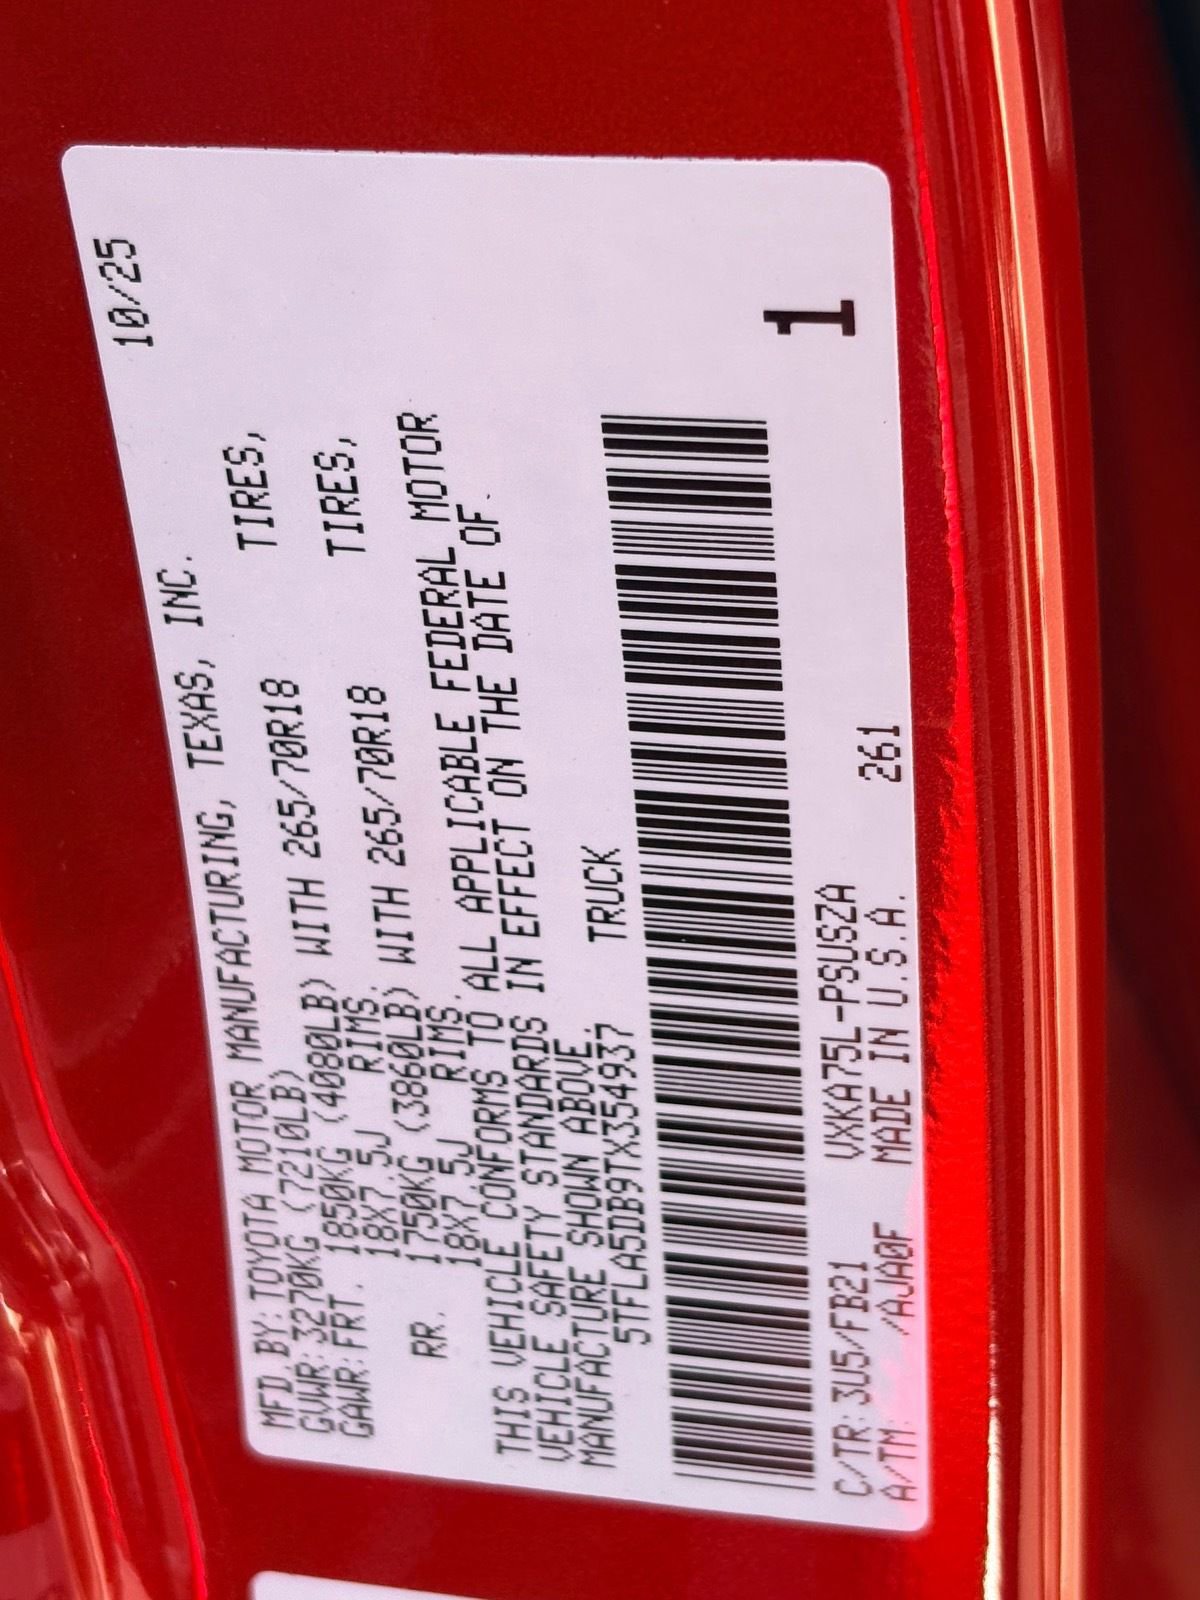 10/25
MFD.BY:TOYOTA MOTOR MANUFACTURING, TEXAS, INC.
GVWR:3270KG (7210LB)
GAWR:FRT. 1850KG (4080LB) WITH 265/70R18 TIRES,
18X7.5J RIMS.
RR. 1750KG (3860LB) WITH 265/70R18 TIRES,
18X7.5J RIMS.
THIS VEHICLE CONFORMS TO ALL APPLICABLE FEDERAL MOTOR
VEHICLE SAFETY STANDARDS IN EFFECT ON THE DATE OF
MANUFACTURE SHOWN ABOVE.
5TFLA5DB9TX354937 TRUCK
1
C/TR:3U5/FB21 VXKA75L-PSUSZA 261
A/TM: /AJA0F MADE IN U.S.A.